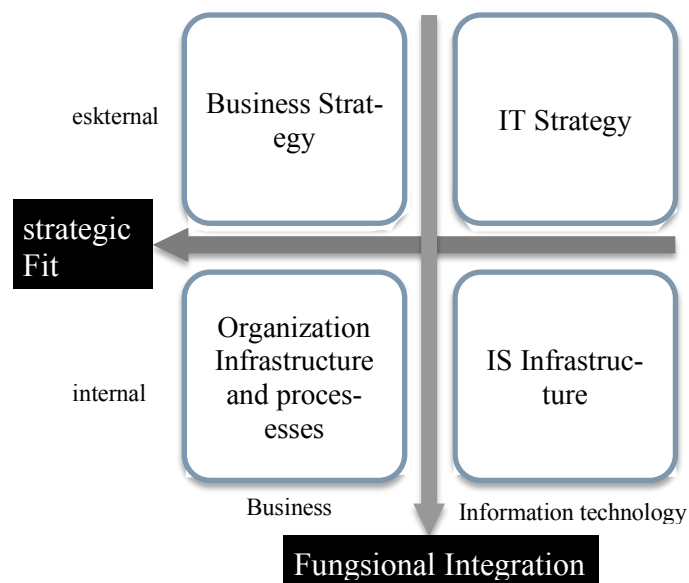 Business Strat-
egy
IT Strategy
eskternal
strategic
Fit
Organization
Infrastructure
and proces-
esses
IS Infrastruc-
ture
internal
Business
Information technology
Fungsional Integration